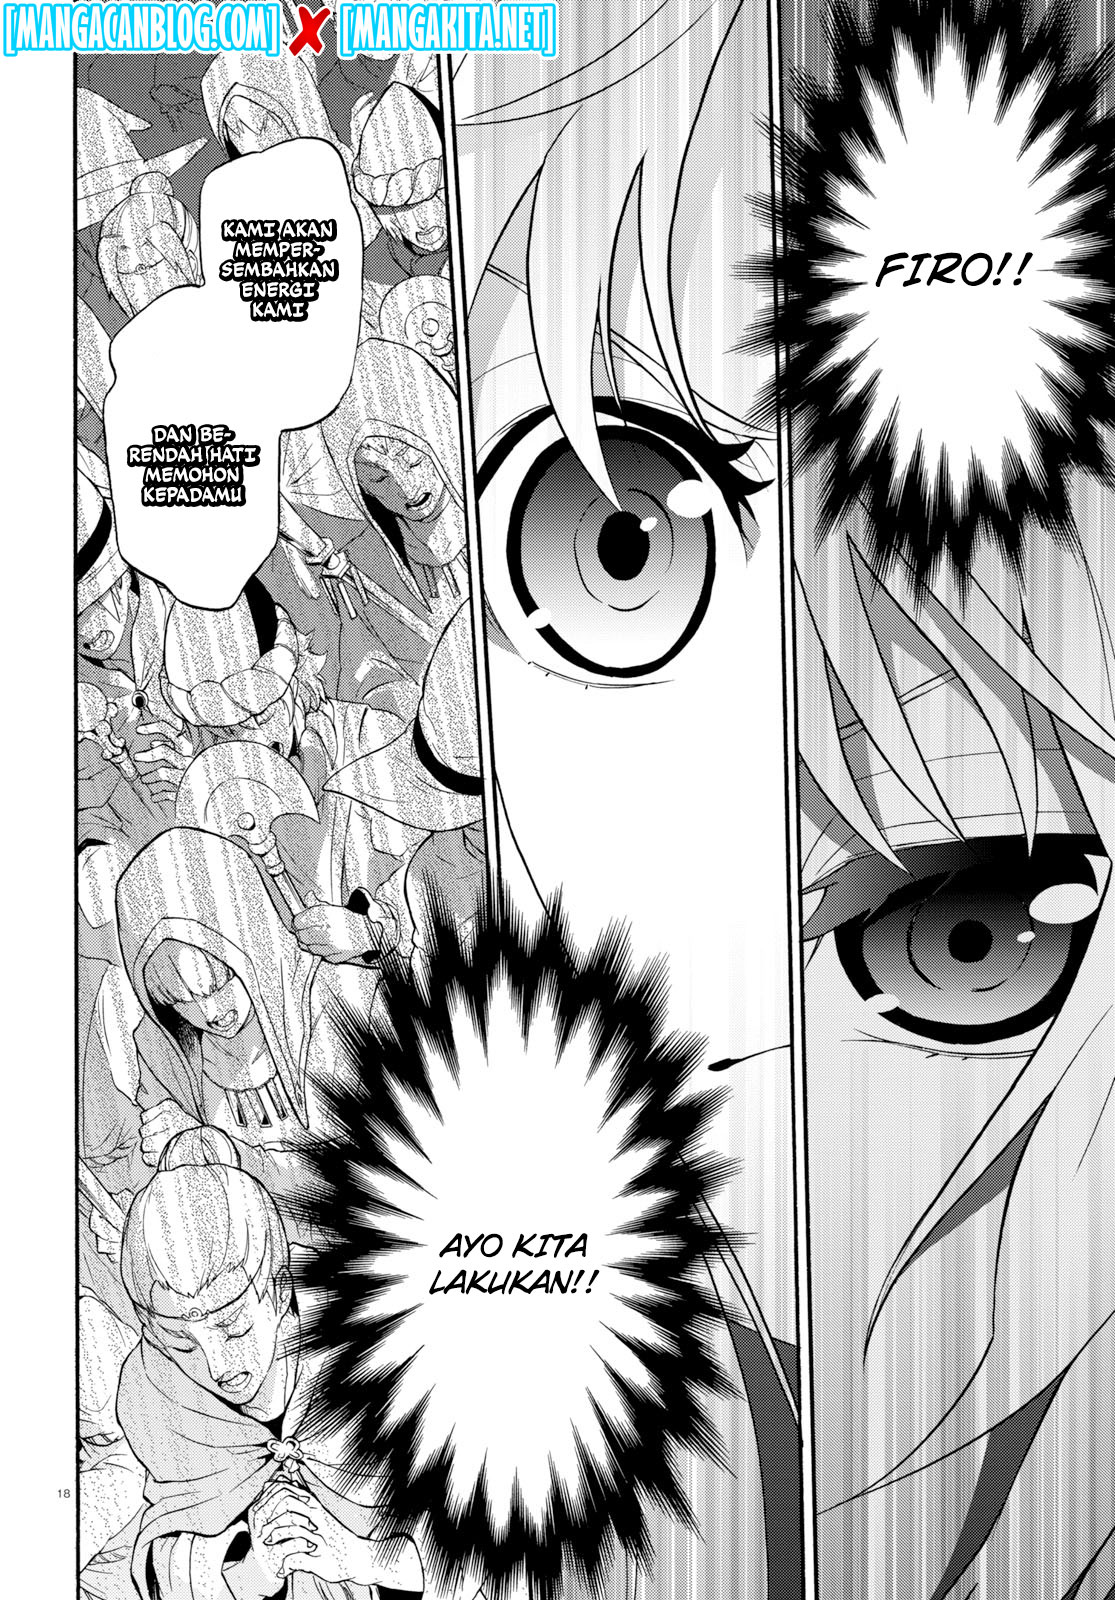 [MANGACANBLOG.COM] X [MANGAKITA.NET]
FIRO!!
AYO KITA
LAKUKAN!!
KAMI AKAN
MEMPER-
SEMBAHKAN
ENERGI
KAMI
DAN BE-
RENDAH HATI
MEMOHON
KEPADAMU
18